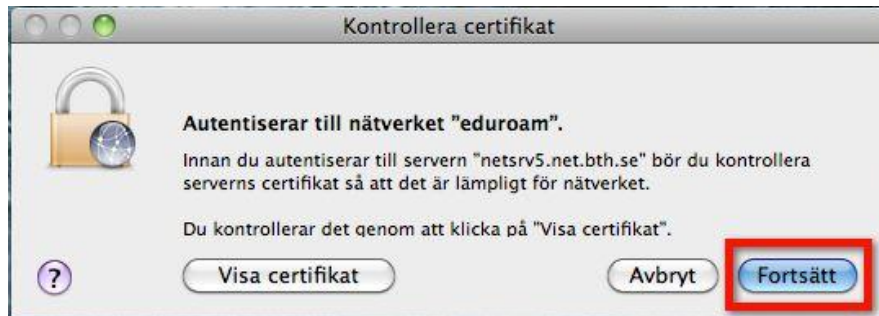 Kontrollera certifikat
Autentiserar till nätverket "eduroam".
Innan du autentiserar till servern "netsrv5.net.bth.se" bör du kontrollera
serverns certifikat så att det är lämpligt för nätverket.
Du kontrollerar det genom att klicka på "Visa certifikat".
? Visa certifikat Avbryt Fortsätt